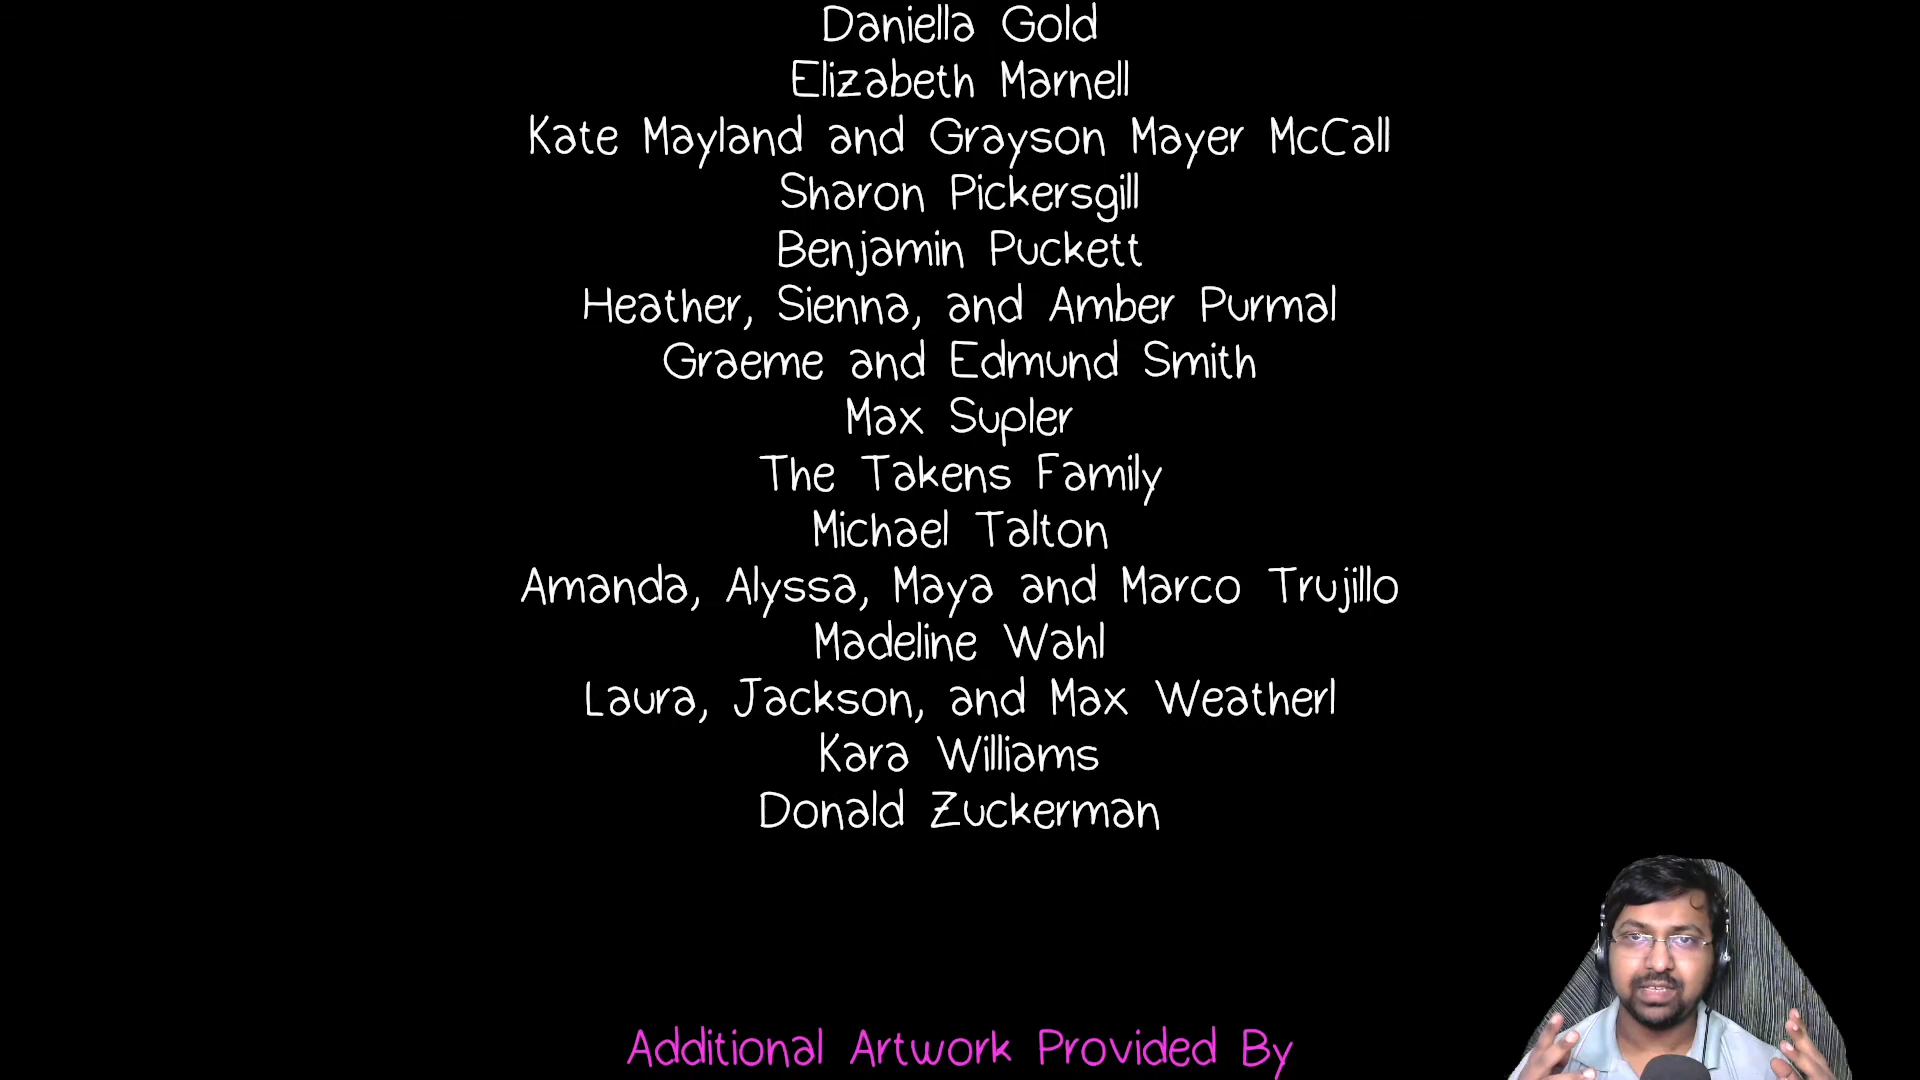 Daniella Gold
Elizabeth Marnell
Kate Mayland and Grayson Mayer McCall
Sharon Pickersgill
Benjamin Puckett
Heather, Sienna, and Amber Purmal
Graeme and Edmund Smith
Max Supler
The Takens Family
Michael Talton
Amanda, Alyssa, Maya and Marco Trujillo
Madeline Wahl
Laura, Jackson, and Max Weatherl
Kara Williams
Donald Zuckerman
Additional Artwork Provided By